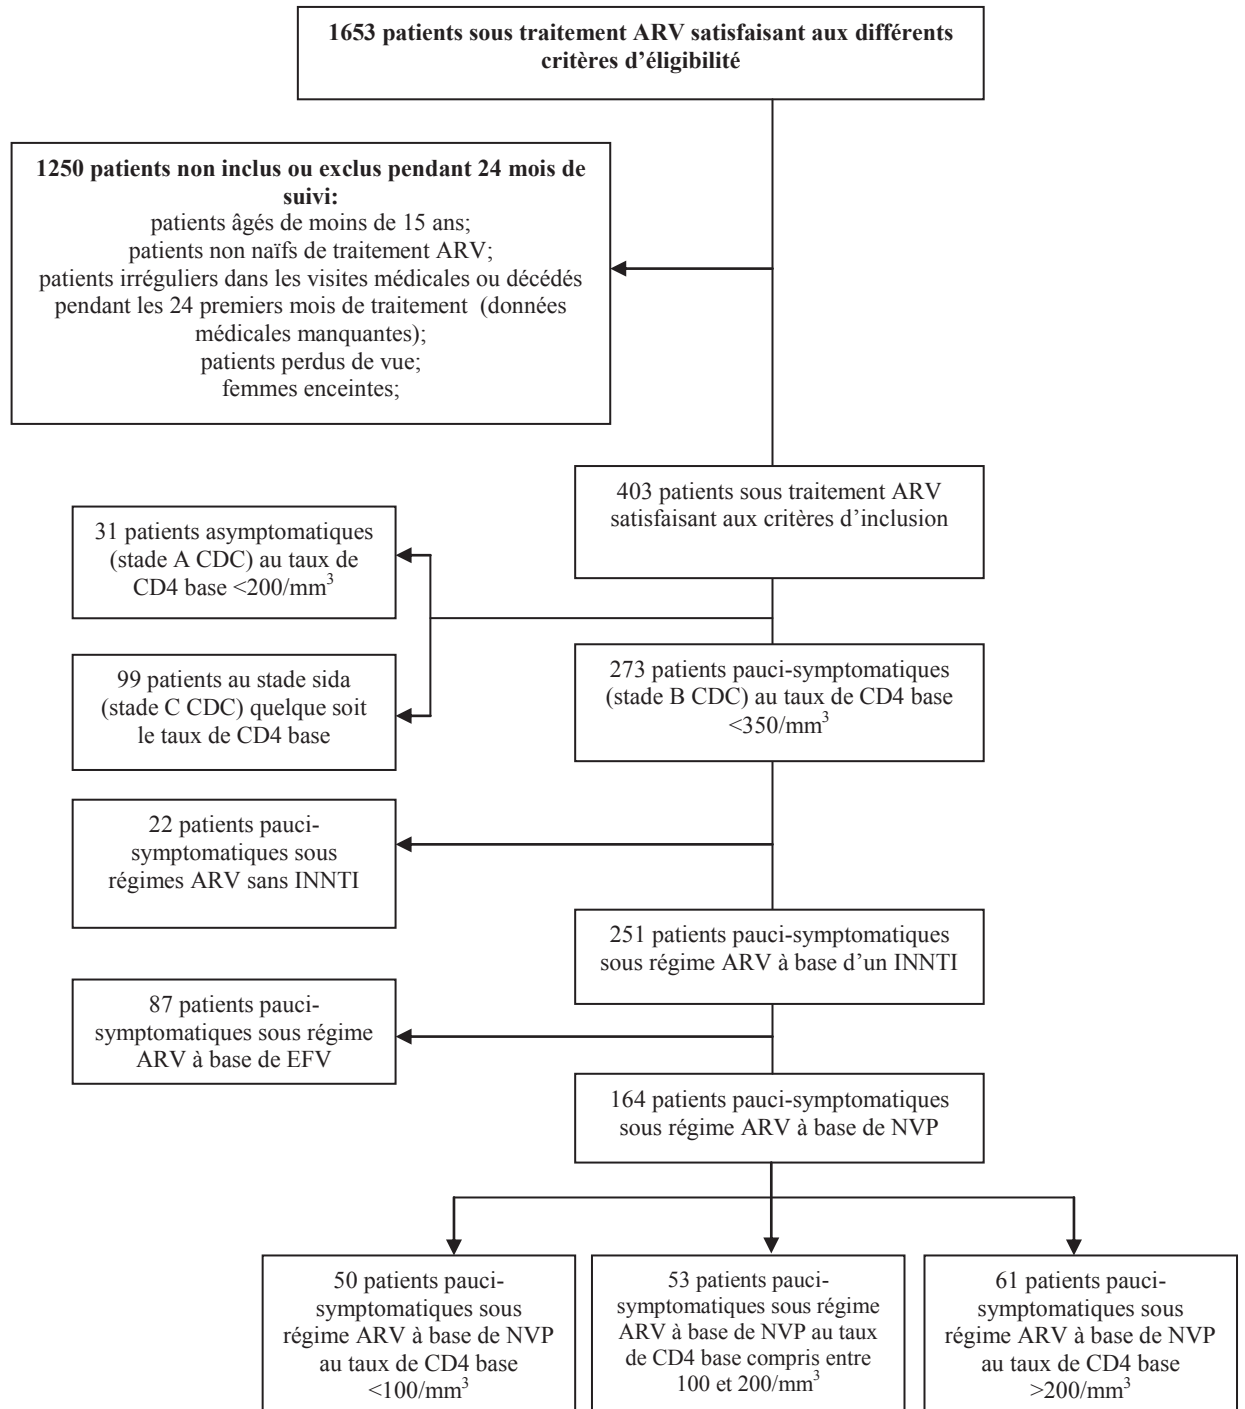 1653 patients sous traitement ARV satisfaisant aux différents
critères d'éligibilité
1250 patients non inclus ou exclus pendant 24 mois de
suivi:
patients âgés de moins de 15 ans;
patients non naïfs de traitement ARV;
patients irréguliers dans les visites médicales ou décédés
pendant les 24 premiers mois de traitement (données
médicales manquantes);
patients perdus de vue;
femmes enceintes;
403 patients sous traitement ARV
satisfaisant aux critères d'inclusion
31 patients asymptomatiques
(stade A CDC) au taux de
CD4 base <200/mm³
99 patients au stade sida
(stade C CDC) quelque soit
le taux de CD4 base
273 patients pauci-symptomatiques
(stade B CDC) au taux de CD4 base
<350/mm³
22 patients pauci-
symptomatiques sous
régimes ARV sans INNTI
251 patients pauci-symptomatiques
sous régime ARV à base d'un INNTI
87 patients pauci-
symptomatiques sous régime
ARV à base de EFV
164 patients pauci-symptomatiques
sous régime ARV à base de NVP
50 patients pauci-
symptomatiques sous
régime ARV à base de NVP
au taux de CD4 base
<100/mm³
53 patients pauci-
symptomatiques sous régime
ARV à base de NVP au taux
de CD4 base compris entre
100 et 200/mm³
61 patients pauci-
symptomatiques sous
régime ARV à base de NVP
au taux de CD4 base
>200/mm³